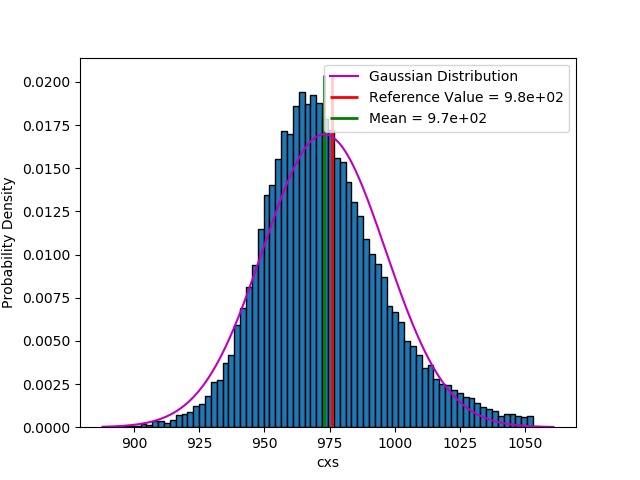 Gaussian Distribution
Reference Value = 9.8e+02
Mean = 9.7e+02
Probability Density
0.0200
0.0175
0.0150
0.0125
0.0100
0.0075
0.0050
0.0025
0.0000
900 925 950 975 1000 1025 1050
cxs